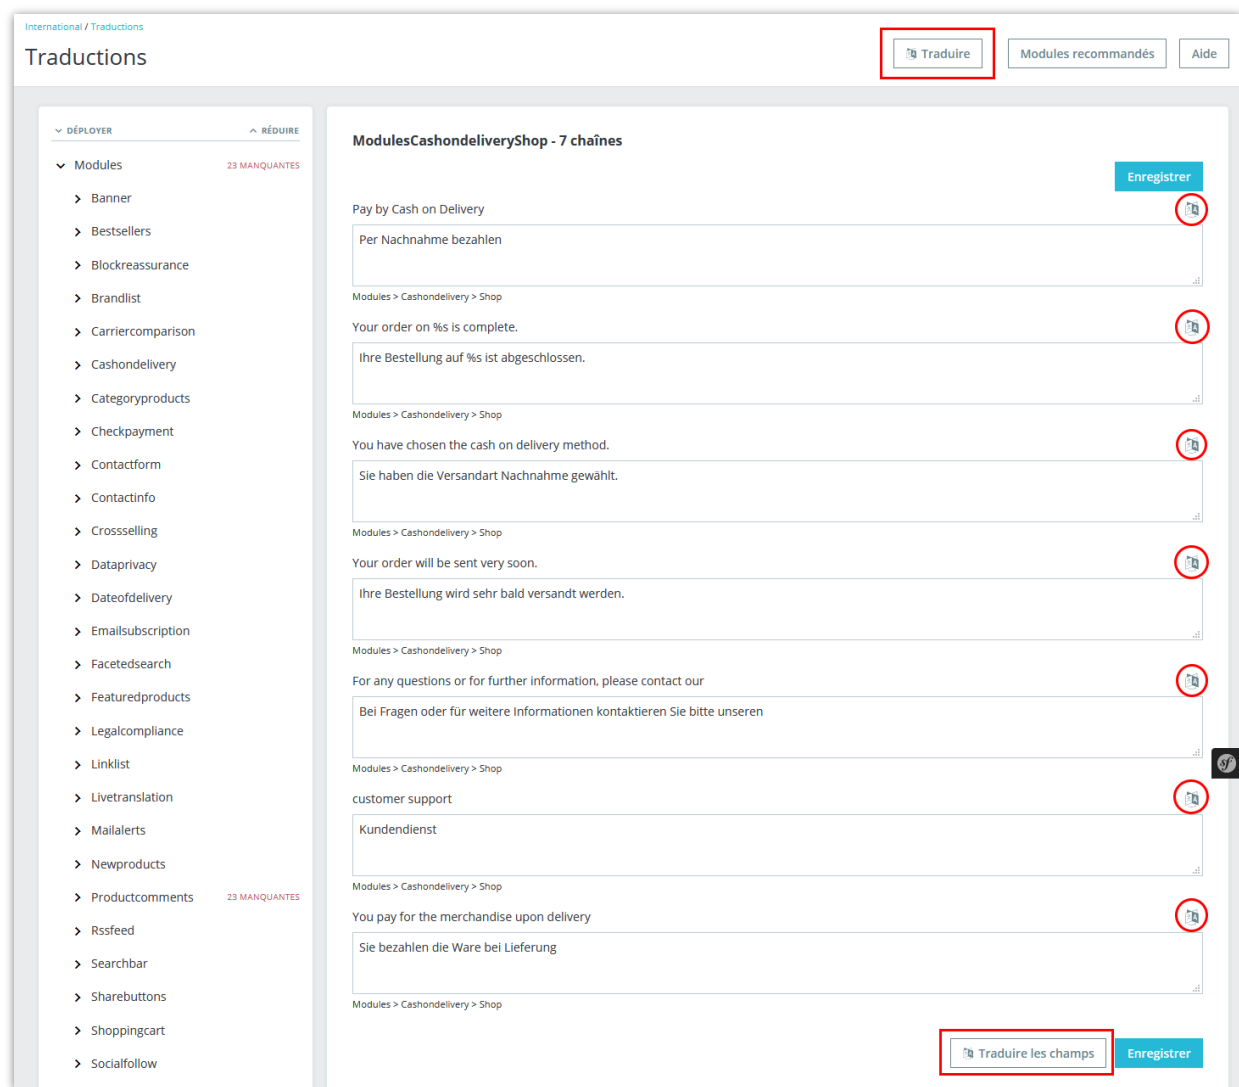 International / Traductions
Traductions
Traduire
Modules recommandés
Aide
DÉPLOYER
RÉDUIRE
Modules
23 MANQUANTES
Banner
Bestsellers
Blockreassurance
Brandlist
Carriercomparison
Cashondelivery
Categoryproducts
Checkpayment
Contactform
Contactinfo
Crossselling
Dataprivacy
Dateofdelivery
Emailsubscription
Facetedsearch
Featuredproducts
Legalcompliance
Linklist
Livetranslation
Mailalerts
Newproducts
Productcomments
23 MANQUANTES
Rssfeed
Searchbar
Sharebuttons
Shoppingcart
Socialfollow
ModulesCashondeliveryShop - 7 chaînes
Enregistrer
Pay by Cash on Delivery
Per Nachnahme bezahlen
Modules > Cashondelivery > Shop
Your order on %s is complete.
Ihre Bestellung auf %s ist abgeschlossen.
Modules > Cashondelivery > Shop
You have chosen the cash on delivery method.
Sie haben die Versandart Nachnahme gewählt.
Modules > Cashondelivery > Shop
Your order will be sent very soon.
Ihre Bestellung wird sehr bald versandt werden.
Modules > Cashondelivery > Shop
For any questions or for further information, please contact our
Bei Fragen oder für weitere Informationen kontaktieren Sie bitte unseren
Modules > Cashondelivery > Shop
customer support
Kundendienst
Modules > Cashondelivery > Shop
You pay for the merchandise upon delivery
Sie bezahlen die Ware bei Lieferung
Modules > Cashondelivery > Shop
Traduire les champs
Enregistrer
sf